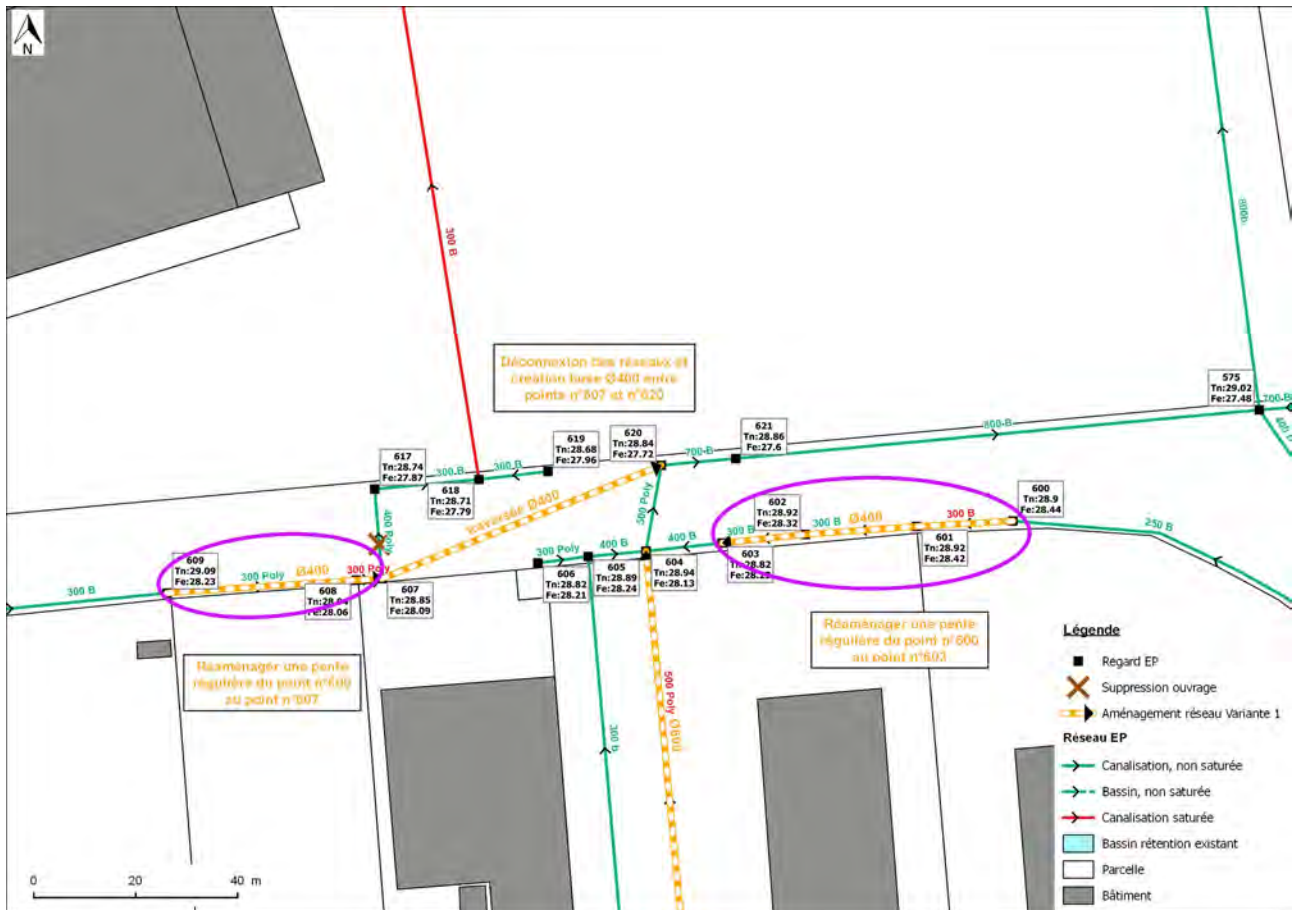 N
300 B
800b
Déconnexion des réseaux et
création buse Ø400 entre
points n°607 et n°620
575
Tn:29.02
Fe:27.48
700-B
621
Tn:28.86
Fe:27.6
800-B
620
Tn:28.84
Fe:27.72
700-B
619
Tn:28.68
Fe:27.96
617
Tn:28.74
Fe:27.87
300-B
300-B
618
Tn:28.71
Fe:27.79
traversée Ø400
500 Poly
400 Poly
602
Tn:28.92
Fe:28.32
600
Tn:28.9
Fe:28.44
300 B
300 B
Ø400
300 B
250 B
601
Tn:28.92
Fe:28.42
603
Tn:28.82
400 B
400 B
300 Poly
606
Tn:28.82
Fe:28.21
605
Tn:28.89
Fe:28.24
604
Tn:28.94
Fe:28.13
609
Tn:29.09
Fe:28.23
300 B
300 Poly
Ø400
300 Poly
608
Fe:28.06
607
Tn:28.85
Fe:28.09
Réaménager une pente
régulière du point n°600
au point n°603
Réaménager une pente
régulière du point
au point n°607
500 Poly
Ø600
300 b
Légende
Regard EP
Suppression ouvrage
Aménagement réseau Variante 1
Réseau EP
Canalisation, non saturée
Bassin, non saturée
Canalisation saturée
Bassin rétention existant
Parcelle
Bâtiment
0 20 40 m